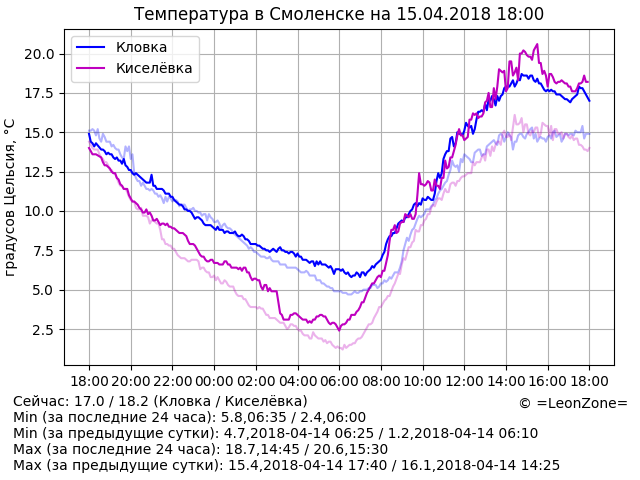 Температура в Смоленске на 15.04.2018 18:00
Кловка
Киселёвка
градусов Цельсия, °C
20.0
17.5
15.0
12.5
10.0
7.5
5.0
2.5
18:00 20:00 22:00 00:00 02:00 04:00 06:00 08:00 10:00 12:00 14:00 16:00 18:00
Сейчас: 17.0 / 18.2 (Кловка / Киселёвка)
© =LeonZone=
Min (за последние 24 часа): 5.8,06:35 / 2.4,06:00
Min (за предыдущие сутки): 4.7,2018-04-14 06:25 / 1.2,2018-04-14 06:10
Max (за последние 24 часа): 18.7,14:45 / 20.6,15:30
Max (за предыдущие сутки): 15.4,2018-04-14 17:40 / 16.1,2018-04-14 14:25